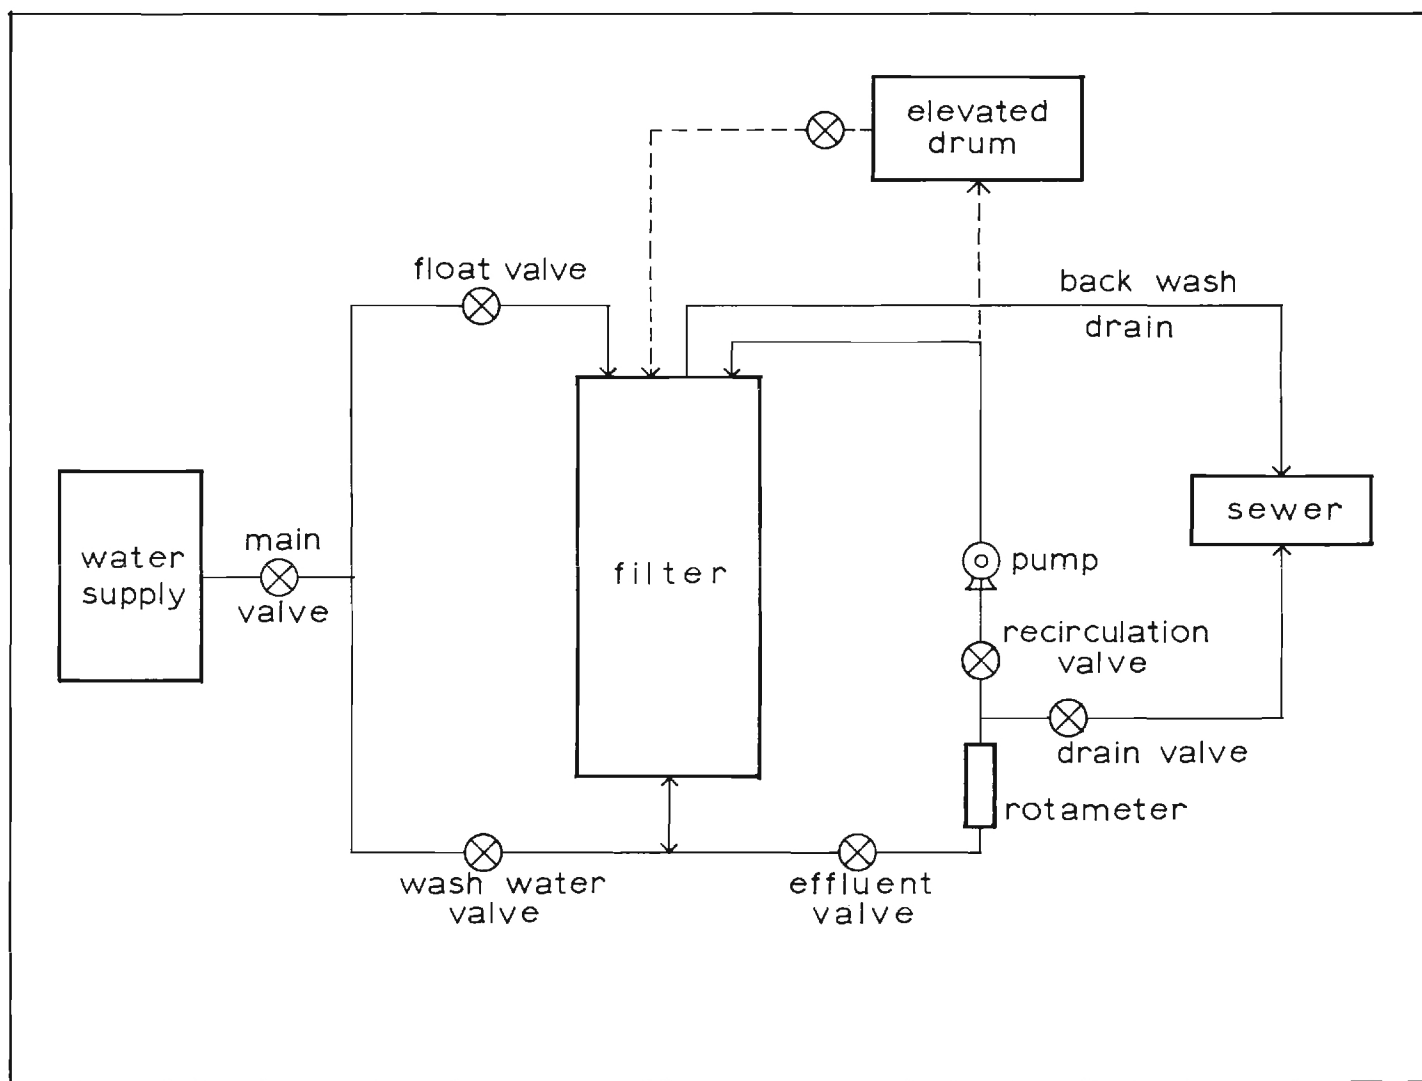 elevated
drum
float valve
back wash
drain
water
supply
main
valve
filter
pump
sewer
recirculation
valve
drain valve
rotameter
wash water
valve
effluent
valve